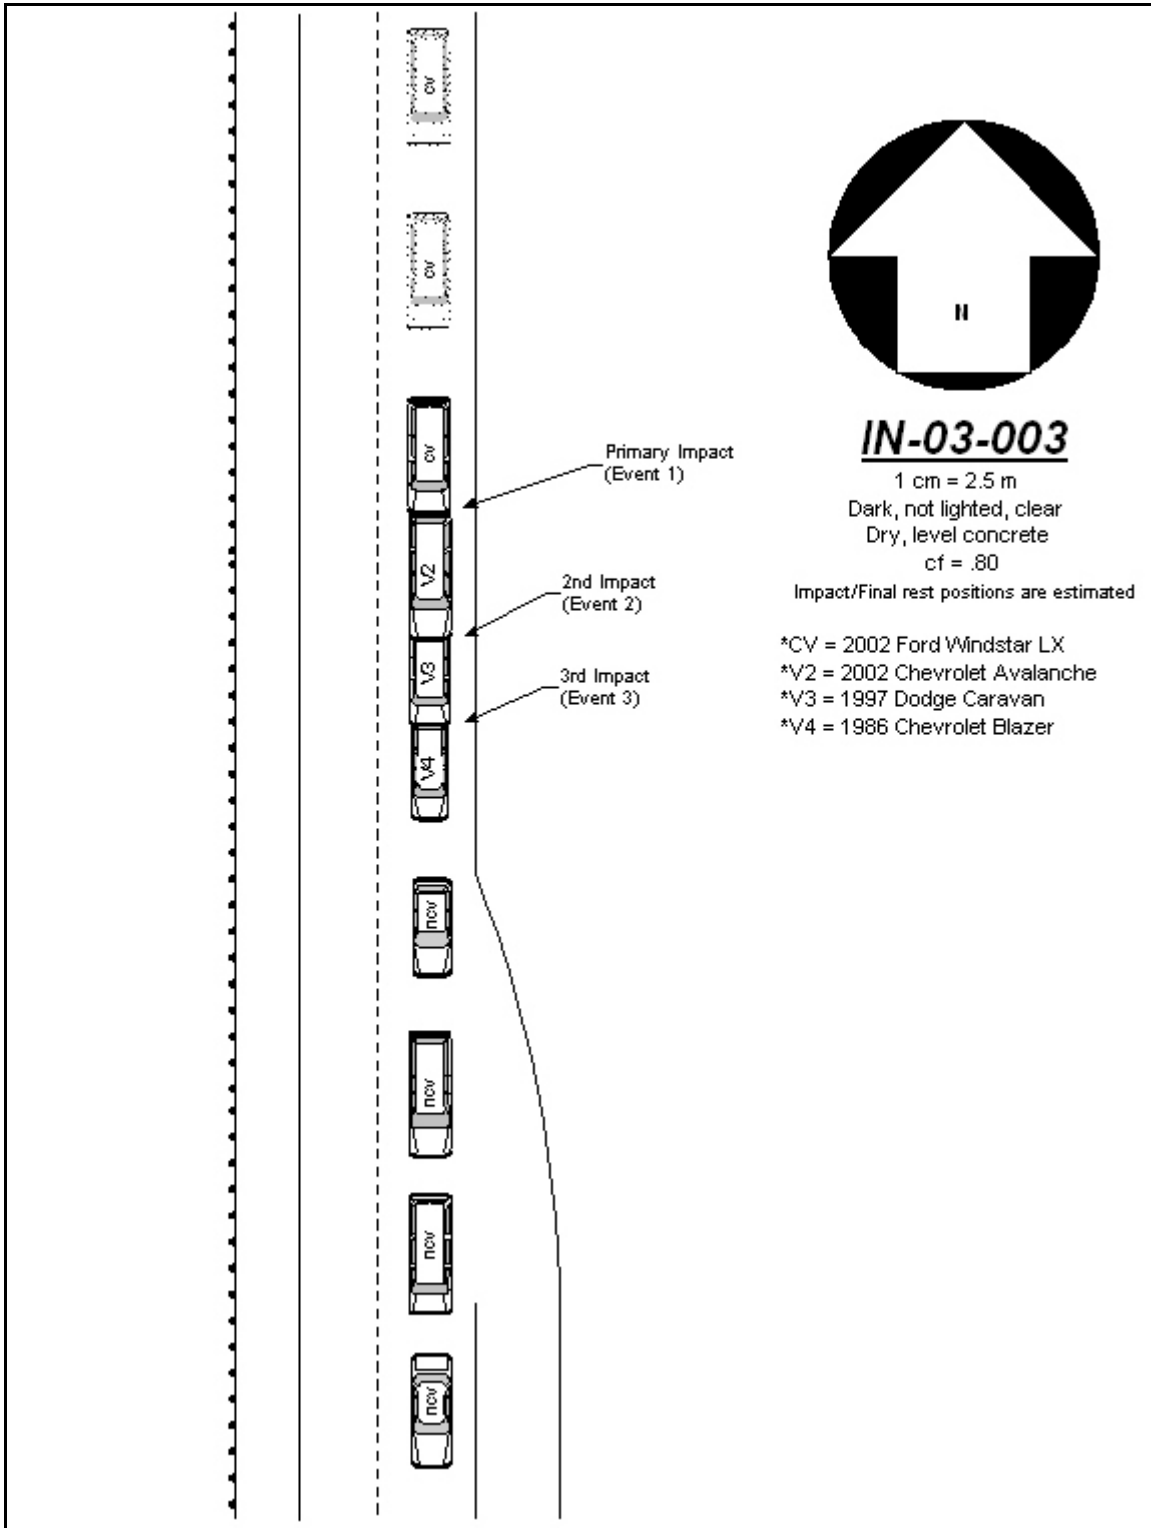 cv
cv
cv
Primary Impact
(Event 1)
V2
2nd Impact
(Event 2)
V3
3rd Impact
(Event 3)
V4
ncv
ncv
ncv
ncv
N
IN-03-003
1 cm = 2.5 m
Dark, not lighted, clear
Dry, level concrete
cf = .80
Impact/Final rest positions are estimated
*CV = 2002 Ford Windstar LX
*V2 = 2002 Chevrolet Avalanche
*V3 = 1997 Dodge Caravan
*V4 = 1986 Chevrolet Blazer